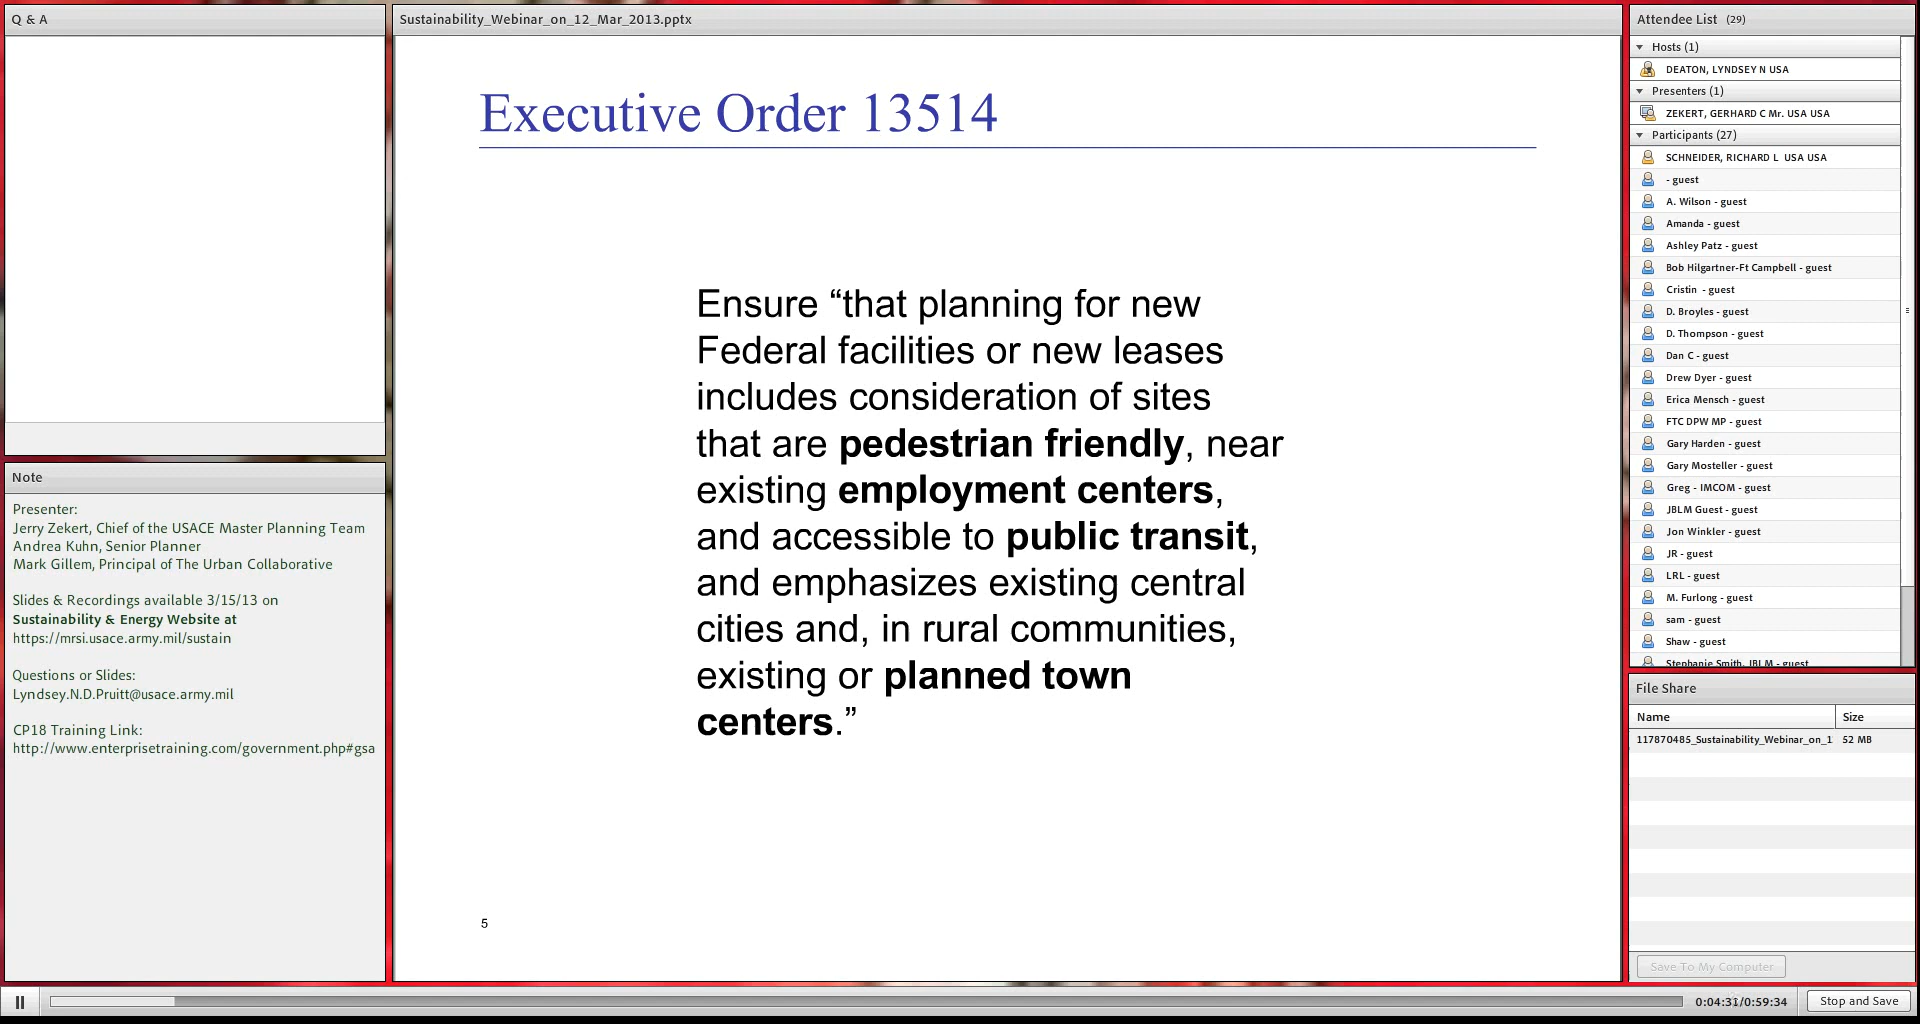 Q & A
Sustainability_Webinar_on_12_Mar_2013.pptx
Executive Order 13514
Ensure “that planning for new
Federal facilities or new leases
includes consideration of sites
that are pedestrian friendly, near
existing employment centers,
and accessible to public transit,
and emphasizes existing central
cities and, in rural communities,
existing or planned town
centers.”
5
Note
Presenter:
Jerry Zekert, Chief of the USACE Master Planning Team
Andrea Kuhn, Senior Planner
Mark Gillem, Principal of The Urban Collaborative
Slides & Recordings available 3/15/13 on
Sustainability & Energy Website at
https://mrsi.usace.army.mil/sustain
Questions or Slides:
Lyndsey.N.D.Pruitt@usace.army.mil
CP18 Training Link:
http://www.enterprisetraining.com/government.php#gsa
Attendee List (29)
Hosts (1)
DEATON, LYNDSEY N USA
Presenters (1)
ZEKERT, GERHARD C Mr. USA USA
Participants (27)
SCHNEIDER, RICHARD L USA USA
- guest
A. Wilson - guest
Amanda - guest
Ashley Patz - guest
Bob Hilgartner-Ft Campbell - guest
Cristin - guest
D. Broyles - guest
D. Thompson - guest
Dan C - guest
Drew Dyer - guest
Erica Mensch - guest
FTC DPW MP - guest
Gary Harden - guest
Gary Mosteller - guest
Greg - IMCOM - guest
JBLM Guest - guest
Jon Winkler - guest
JR - guest
LRL - guest
M. Furlong - guest
sam - guest
Shaw - guest
Stephanie Smith, JBLM - guest
File Share
Name Size
117870485_Sustainability_Webinar_on_1 52 MB
Save To My Computer
0:04:31/0:59:34
Stop and Save